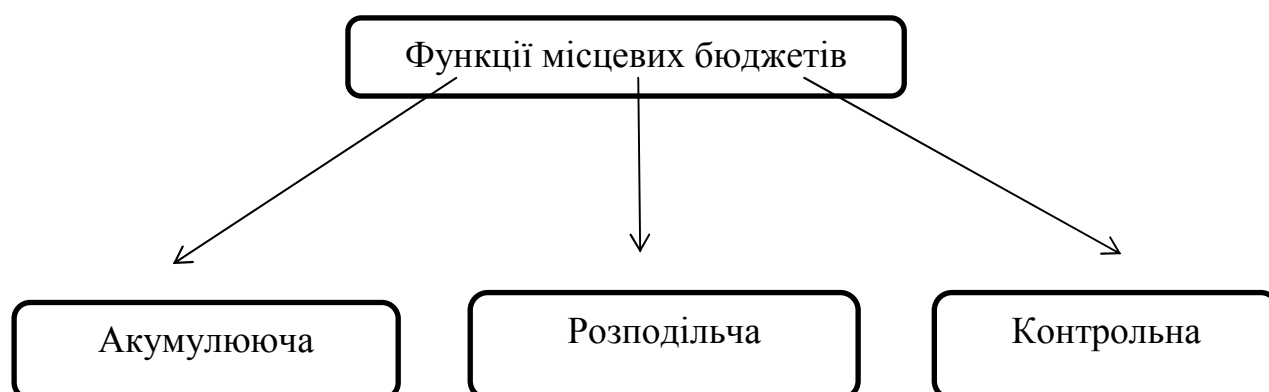 Функції місцевих бюджетів
Акумулююча
Розподільча
Контрольна